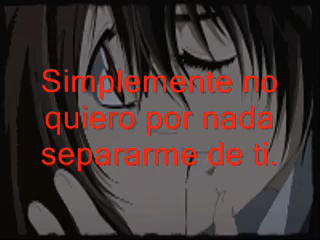 Simplemente no
quiero por nada
separarme de ti.